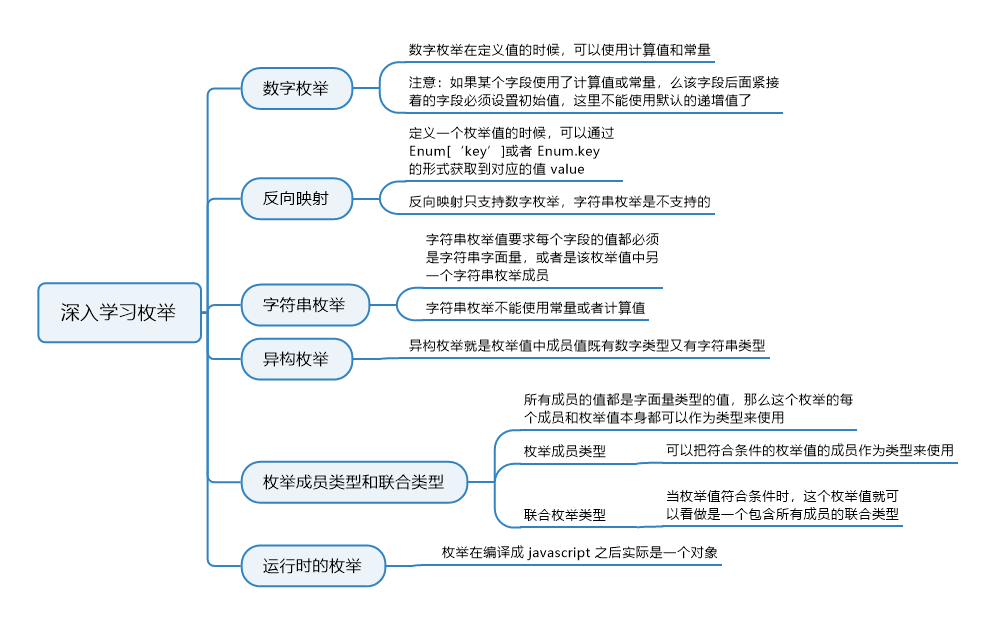 深入学习枚举
数字枚举
数字枚举在定义值的时候，可以使用计算值和常量
注意：如果某个字段使用了计算值或常量，么该字段后面紧接
着的字段必须设置初始值，这里不能使用默认的递增值了
反向映射
定义一个枚举值的时候，可以通过
Enum[‘key’]或者 Enum.key
的形式获取到对应的值 value
反向映射只支持数字枚举，字符串枚举是不支持的
字符串枚举
字符串枚举值要求每个字段的值都必须
是字符串字面量，或者是该枚举值中另
一个字符串枚举成员
字符串枚举不能使用常量或者计算值
异构枚举
异构枚举就是枚举值中成员值既有数字类型又有字符串类型
枚举成员类型和联合类型
所有成员的值都是字面量类型的值，那么这个枚举的每
个成员和枚举值本身都可以作为类型来使用
枚举成员类型
可以把符合条件的枚举值的成员作为类型来使用
联合枚举类型
当枚举值符合条件时，这个枚举值就可
以看做是一个包含所有成员的联合类型
运行时的枚举
枚举在编译成 javascript 之后实际是一个对象